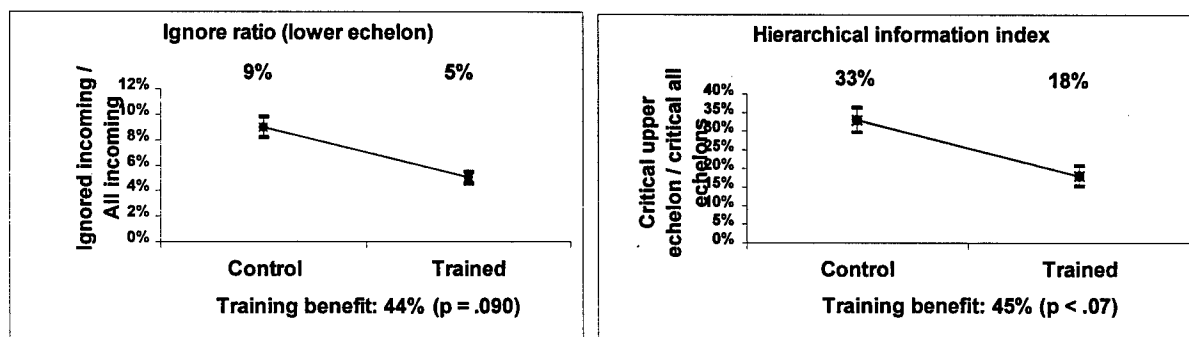 Ignore ratio (lower echelon)
9% 5%
Ignored incoming /
All incoming
12%
10%
8%
6%
4%
2%
0%
Control Trained
Training benefit: 44% (p = .090)
Hierarchical information index
33% 18%
Critical upper
echelon / critical all
echelons
40%
35%
30%
25%
20%
15%
10%
5%
0%
Control Trained
Training benefit: 45% (p < .07)